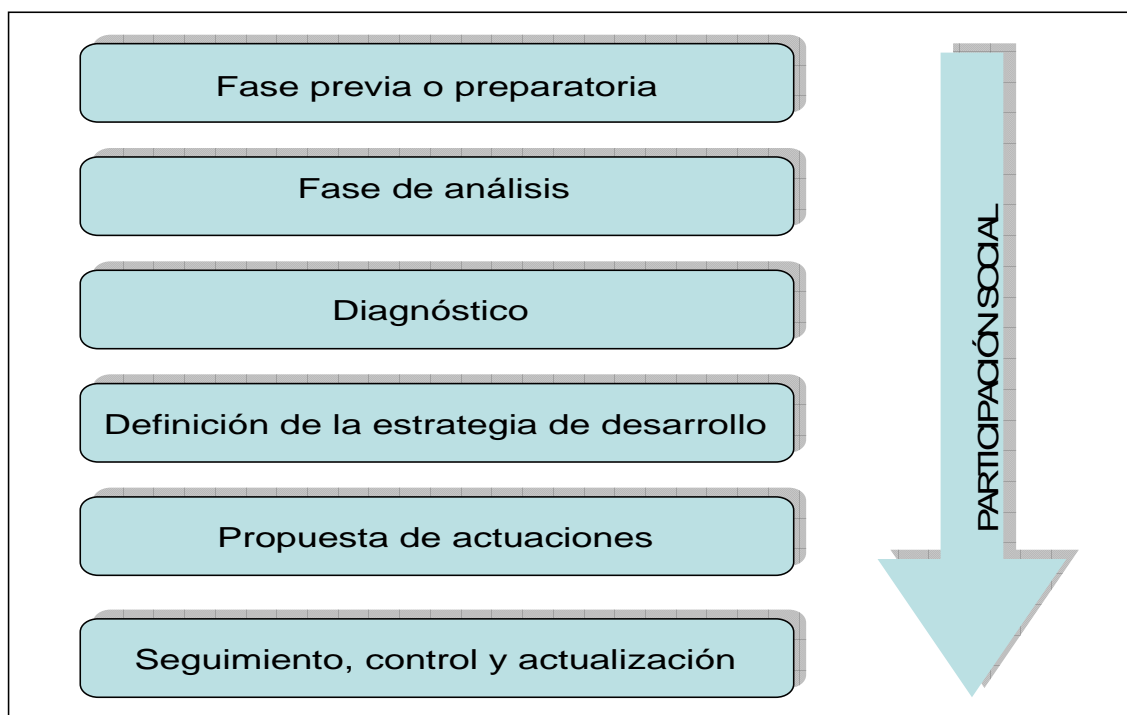 Fase previa o preparatoria
Fase de análisis
Diagnóstico
Definición de la estrategia de desarrollo
Propuesta de actuaciones
Seguimiento, control y actualización
PARTICIPACIÓN SOCIAL